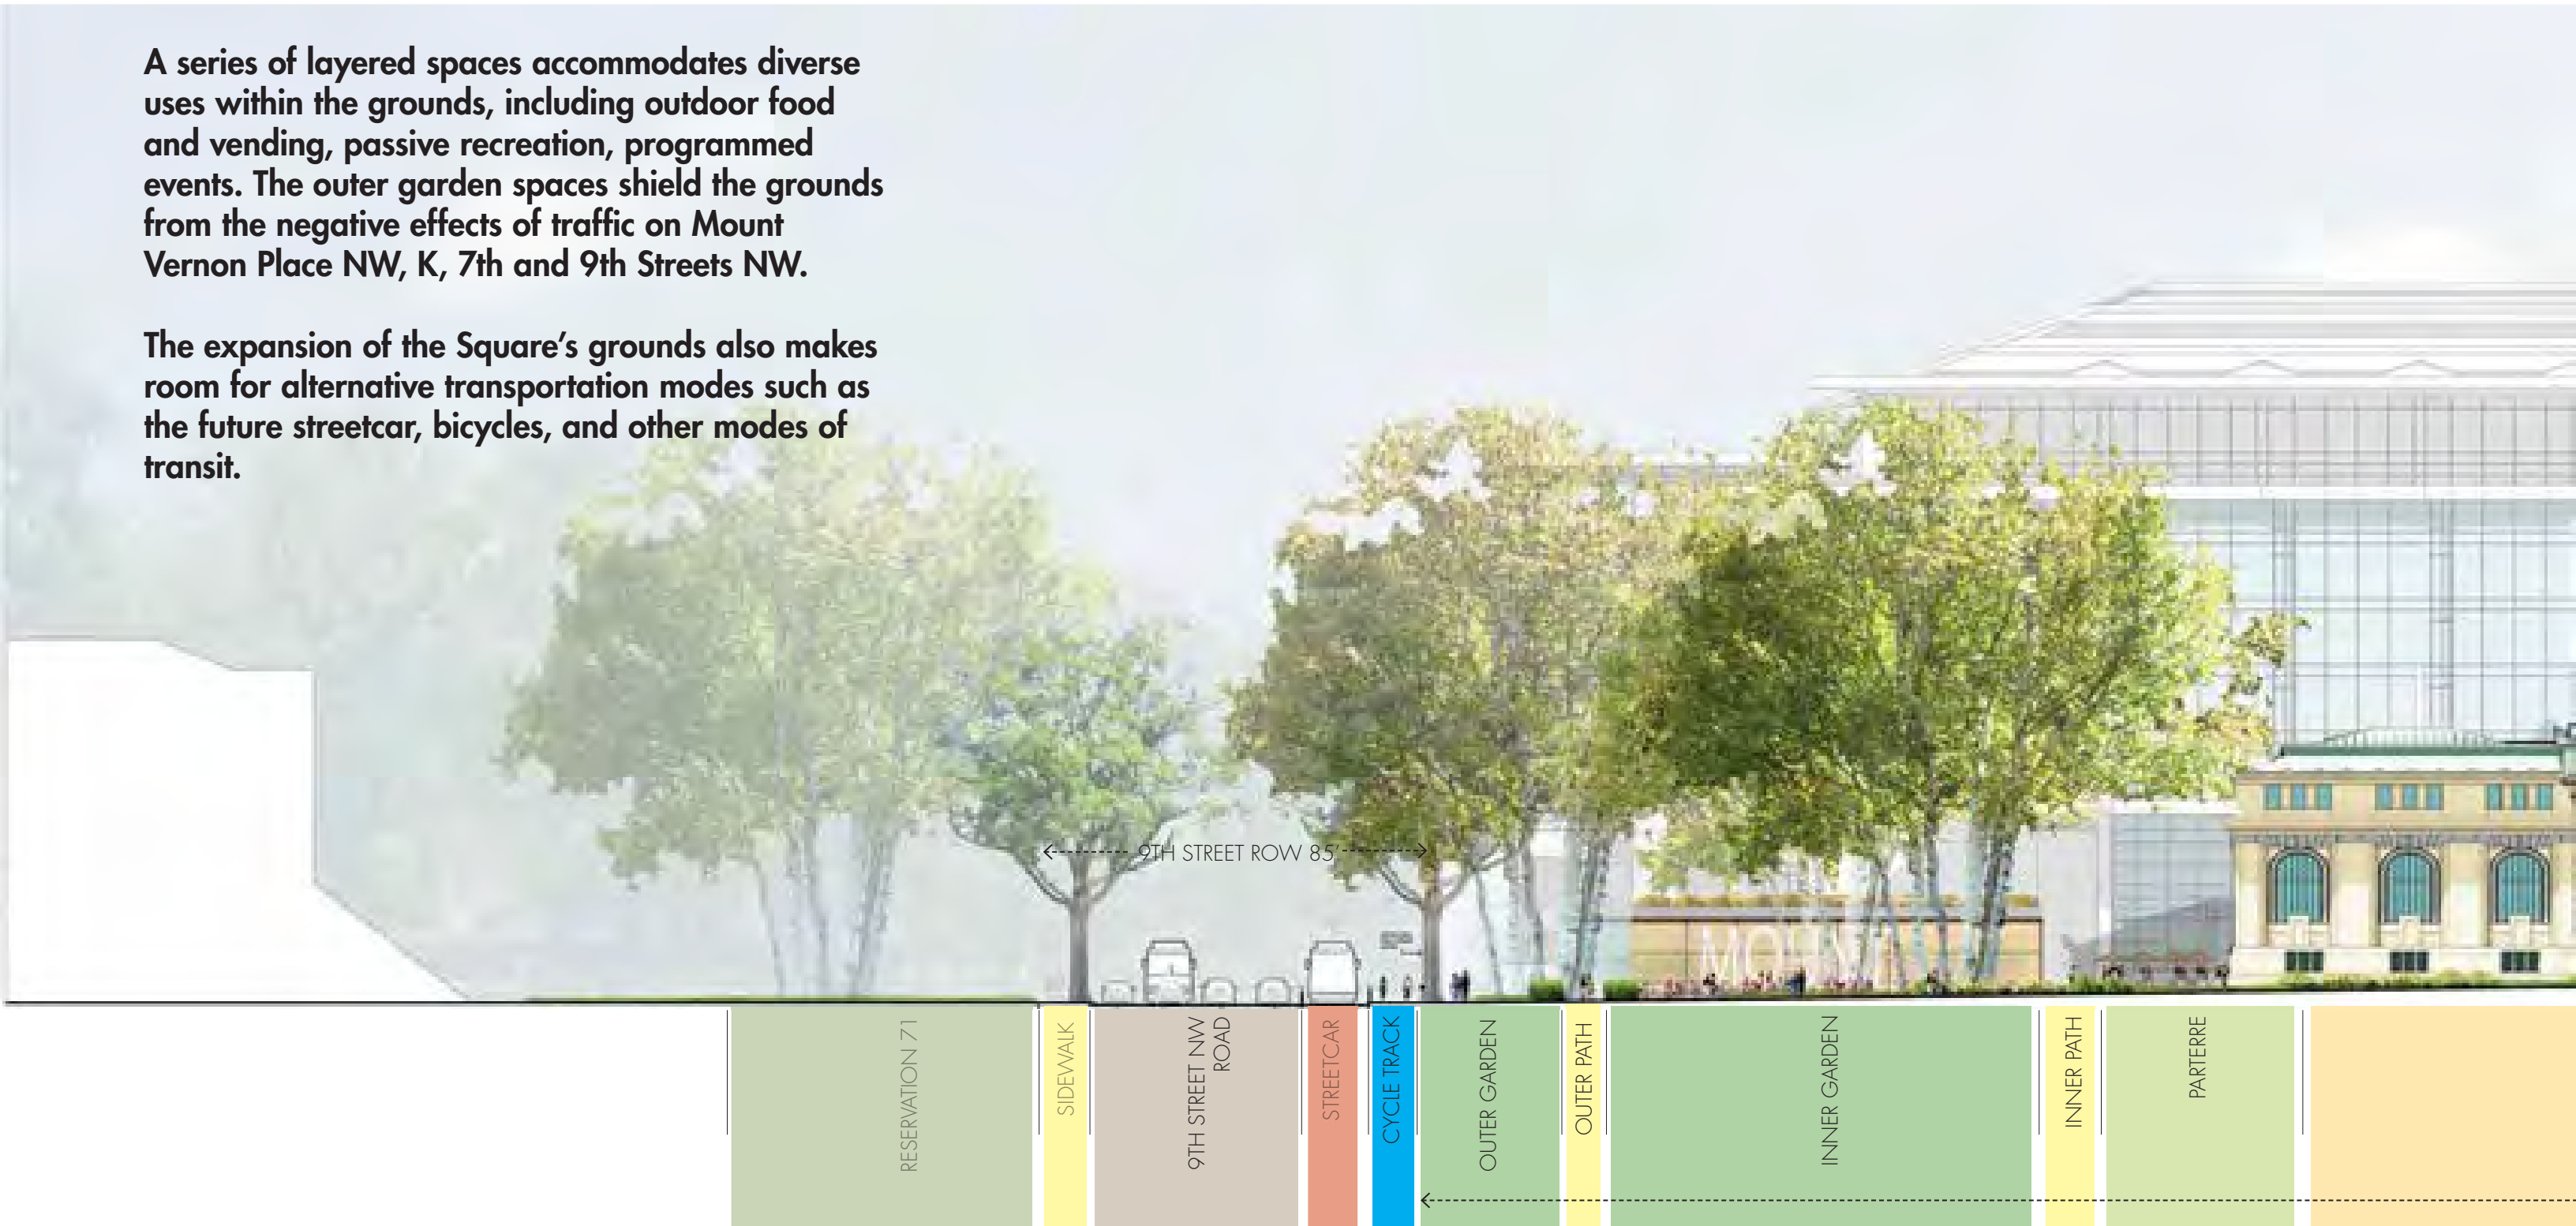 A series of layered spaces accommodates diverse
uses within the grounds, including outdoor food
and vending, passive recreation, programmed
events. The outer garden spaces shield the grounds
from the negative effects of traffic on Mount
Vernon Place NW, K, 7th and 9th Streets NW.
The expansion of the Square’s grounds also makes
room for alternative transportation modes such as
the future streetcar, bicycles, and other modes of
transit.
9TH STREET ROW 85’
RESERVATION 71
SIDEWALK
9TH STREET NW
ROAD
STREETCAR
CYCLE TRACK
OUTER GARDEN
OUTER PATH
INNER GARDEN
INNER PATH
PARTERRE